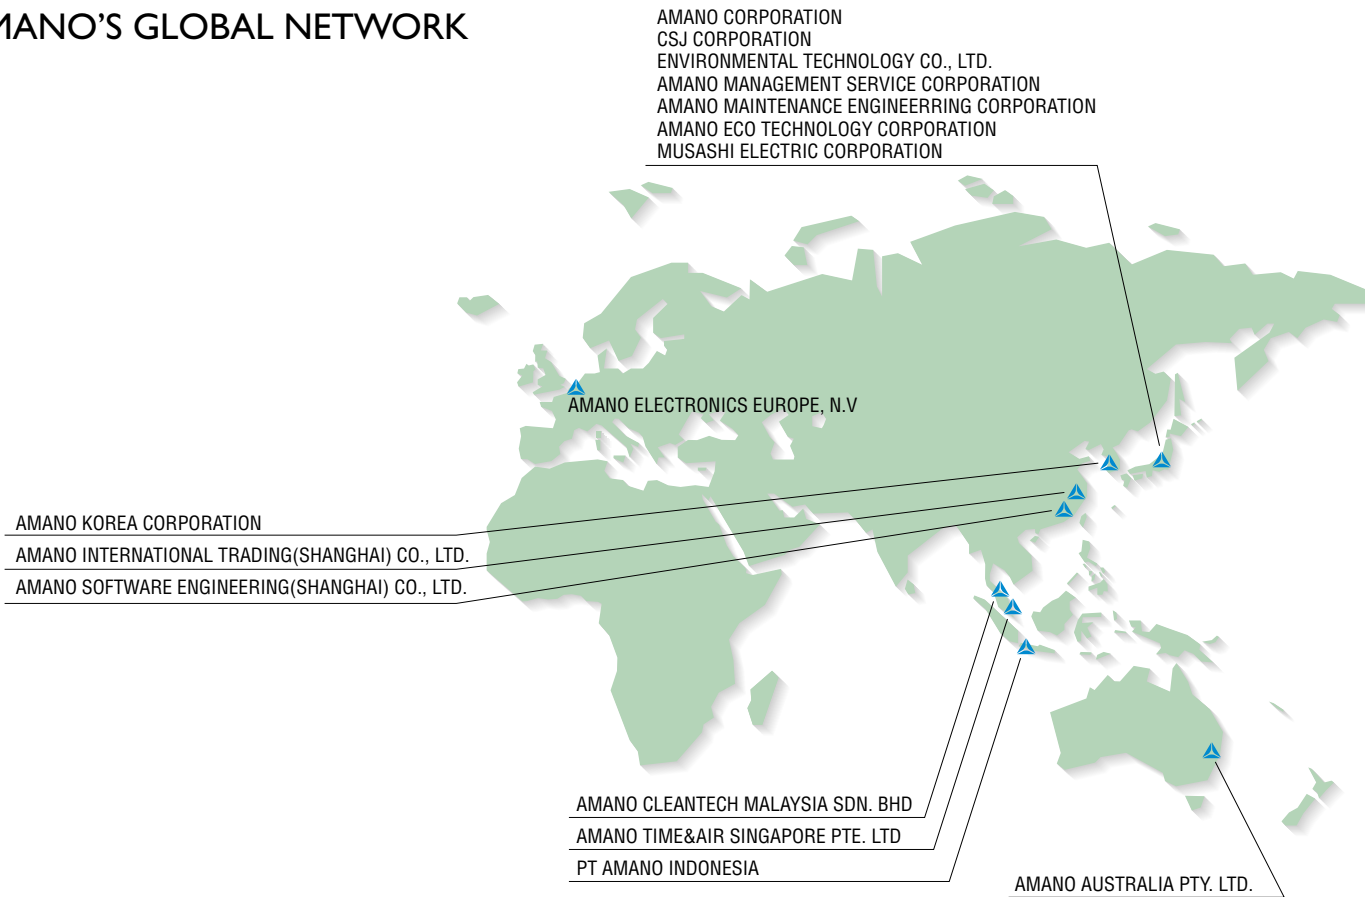 MANO'S GLOBAL NETWORK
AMANO CORPORATION
CSJ CORPORATION
ENVIRONMENTAL TECHNOLOGY CO., LTD.
AMANO MANAGEMENT SERVICE CORPORATION
AMANO MAINTENANCE ENGINEERRING CORPORATION
AMANO ECO TECHNOLOGY CORPORATION
MUSASHI ELECTRIC CORPORATION
AMANO ELECTRONICS EUROPE, N.V
AMANO KOREA CORPORATION
AMANO INTERNATIONAL TRADING(SHANGHAI) CO., LTD.
AMANO SOFTWARE ENGINEERING(SHANGHAI) CO., LTD.
AMANO CLEANTECH MALAYSIA SDN. BHD
AMANO TIME&AIR SINGAPORE PTE. LTD
PT AMANO INDONESIA
AMANO AUSTRALIA PTY. LTD.